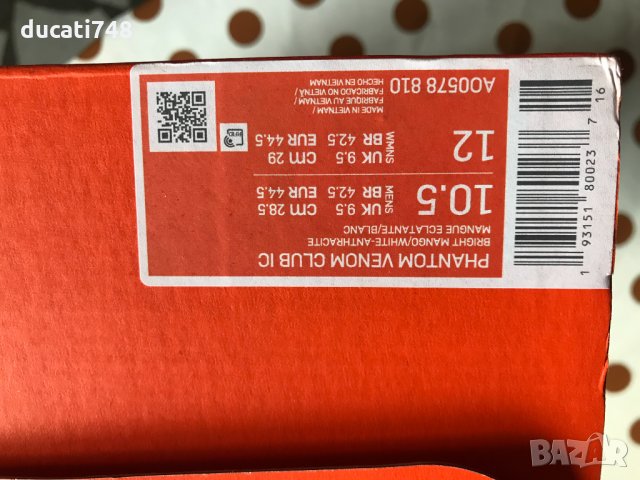 ducati748
PHANTOM VENOM CLUB IC
BRIGHT MANGO/WHITE-ANTHRACITE
MANGUE ECLATANTE/BLANC
10.5 MENS UK 9.5 CM 28.5
BR 42.5 EUR 44.5
12 WMNS UK 9.5 CM 29
BR 42.5 EUR 44.5
AO0578 810
MADE IN VIETNAM /
FABRIQUÉ AU VIETNAM /
FABRICADO NO VIETNÃ /
HECHO EN VIETNAM
1 93151 80023 7 16
BAZAR